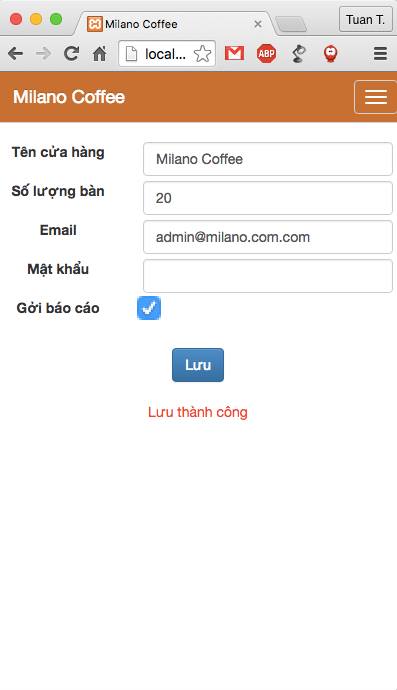 Milano Coffee
Tuan T.
local...
ABP
Milano Coffee
Tên cửa hàng
Milano Coffee
Số lượng bàn
20
Email
admin@milano.com.com
Mật khẩu
Gởi báo cáo
Lưu
Lưu thành công